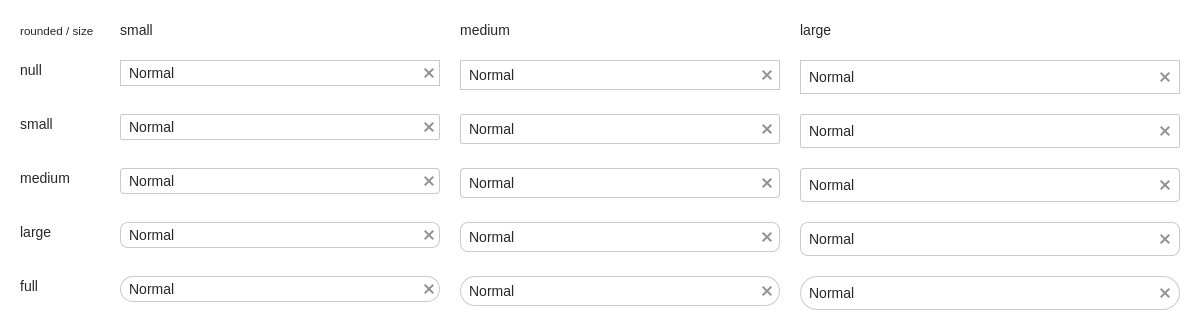 rounded / size small medium large
null Normal Normal Normal
small Normal Normal Normal
medium Normal Normal Normal
large Normal Normal Normal
full Normal Normal Normal